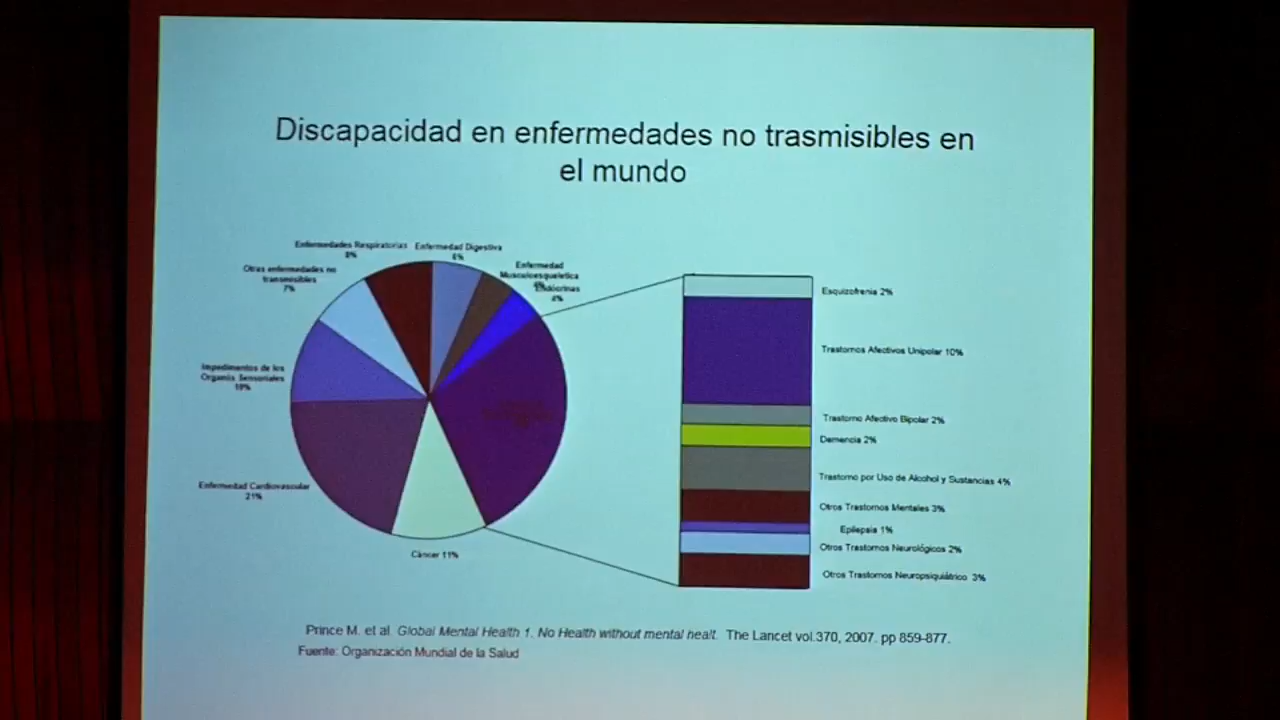 Discapacidad en enfermedades no trasmisibles en
el mundo
Enfermedades Respiratorias
8%
Enfermedad Digestiva
6%
Enfermedad
Musculoesqueletica
4%
Endocrinas
4%
Otras enfermedades no
transmisibles
7%
Impedimentos de los
Organis Sensoriales
10%
Enfermedad Cardiovascular
21%
Cáncer 11%
Esquizofrenia 2%
Trastornos Afectivos Unipolar 10%
Trastorno Afectivo Bipolar 2%
Demencia 2%
Trastorno por Uso de Alcohol y Sustancias 4%
Otros Trastornos Mentales 3%
Epilepsia 1%
Otros Trastornos Neurológicos 2%
Otros Trastornos Neuropsiquiátrico 3%
Prince M. et al. Global Mental Health 1. No Health without mental healt. The Lancet vol.370, 2007. pp 859-877.
Fuente: Organización Mundial de la Salud